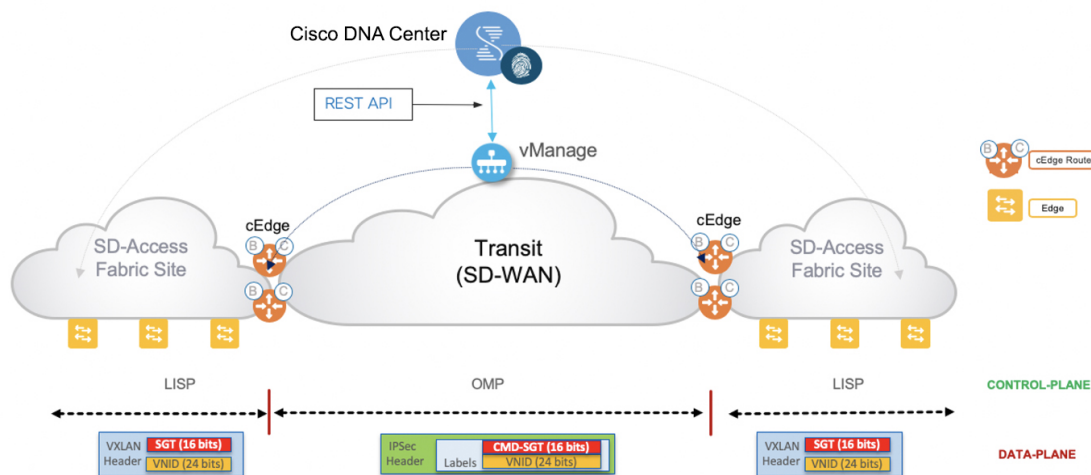 Cisco DNA Center
REST API
vManage
B C
cEdge Route
Edge
cEdge
B C
B C
SD-Access
Fabric Site
Transit
(SD-WAN)
cEdge
B C
B C
SD-Access
Fabric Site
LISP
OMP
LISP
CONTROL-PLANE
VXLAN
Header
SGT (16 bits)
VNID (24 bits)
IPSec
Header
Labels
CMD-SGT (16 bits)
VNID (24 bits)
VXLAN
Header
SGT (16 bits)
VNID (24 bits)
DATA-PLANE